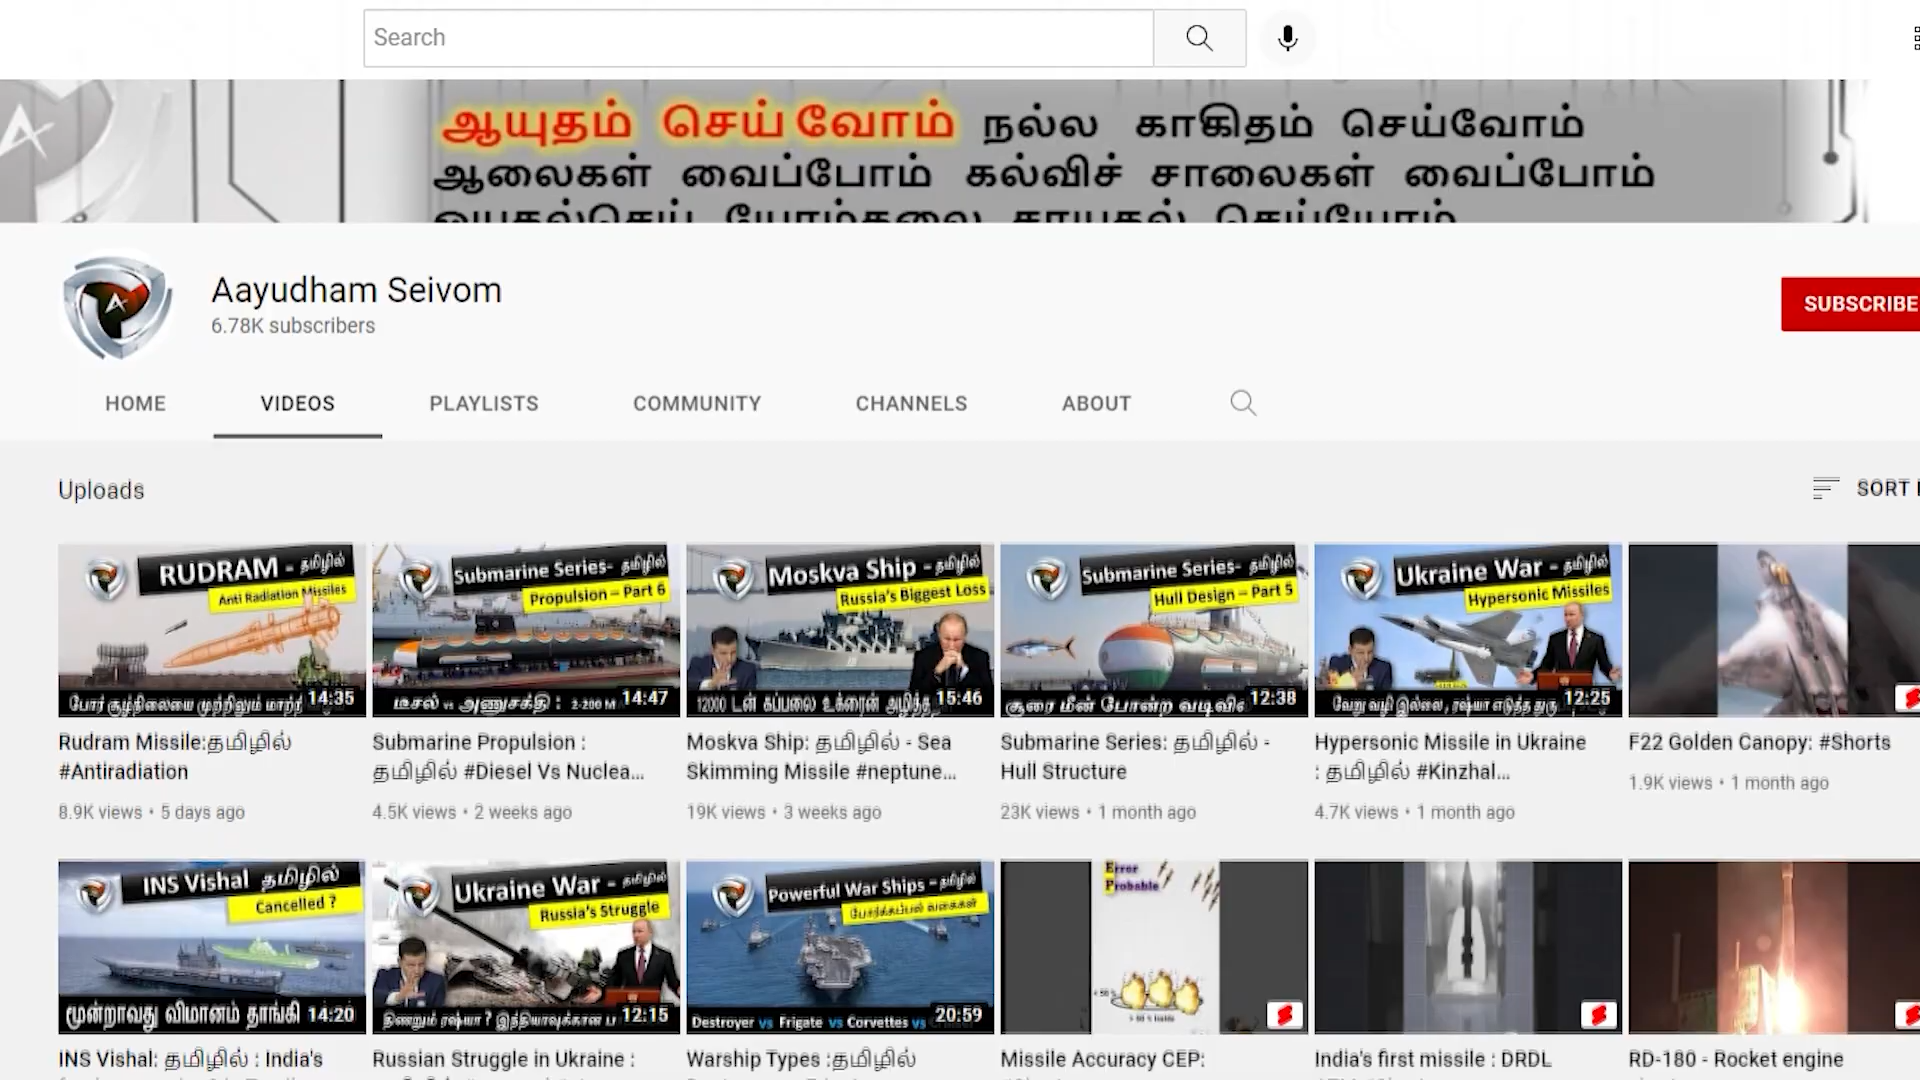 Search
ஆயுதம் செய்வோம் நல்ல காகிதம் செய்வோம்
ஆலைகள் வைப்போம் கல்விச் சாலைகள் வைப்போம்
Aayudham Seivom
6.78K subscribers
SUBSCRIBE
HOME VIDEOS PLAYLISTS COMMUNITY CHANNELS ABOUT
Uploads
SORT
RUDRAM - தமிழில்
Anti Radiation Missiles
போர் சூழ்நிலையை முற்றிலும் மாற்றி 14:35
Submarine Series- தமிழில்
Propulsion – Part 6
டீசல் vs அணுசக்தி : 2-200 M 14:47
Moskva Ship - தமிழில்
Russia's Biggest Loss
12000 டன் கப்பலை உக்ரைன் அழித்த 15:46
Submarine Series- தமிழில்
Hull Design – Part 5
சூரை மீன் போன்ற வடிவி 12:38
Ukraine War - தமிழில்
Hypersonic Missiles
வேறு வழி இல்லை, ரஷ்யா எடுத்த 12:25
Rudram Missile:தமிழில்
#Antiradiation
8.9K views • 5 days ago
Submarine Propulsion :
தமிழில் #Diesel Vs Nuclea...
4.5K views • 2 weeks ago
Moskva Ship: தமிழில் - Sea
Skimming Missile #neptune...
19K views • 3 weeks ago
Submarine Series: தமிழில் -
Hull Structure
23K views • 1 month ago
Hypersonic Missile in Ukraine
: தமிழில் #Kinzhal...
4.7K views • 1 month ago
F22 Golden Canopy: #Shorts
1.9K views • 1 month ago
INS Vishal தமிழில்
Cancelled ?
மூன்றாவது விமானம் தாங்கி 14:20
Ukraine War - தமிழில்
Russia's Struggle
திணறும் ரஷ்யா ? இந்தியாவுக்கான 12:15
Powerful War Ships - தமிழில்
போர்க்கப்பல் வகைகள்
Destroyer vs Frigate vs Corvettes vs 20:59
Error
Probable
INS Vishal: தமிழில் : India's
Russian Struggle in Ukraine :
Warship Types :தமிழில்
Missile Accuracy CEP:
India's first missile : DRDL
RD-180 - Rocket engine